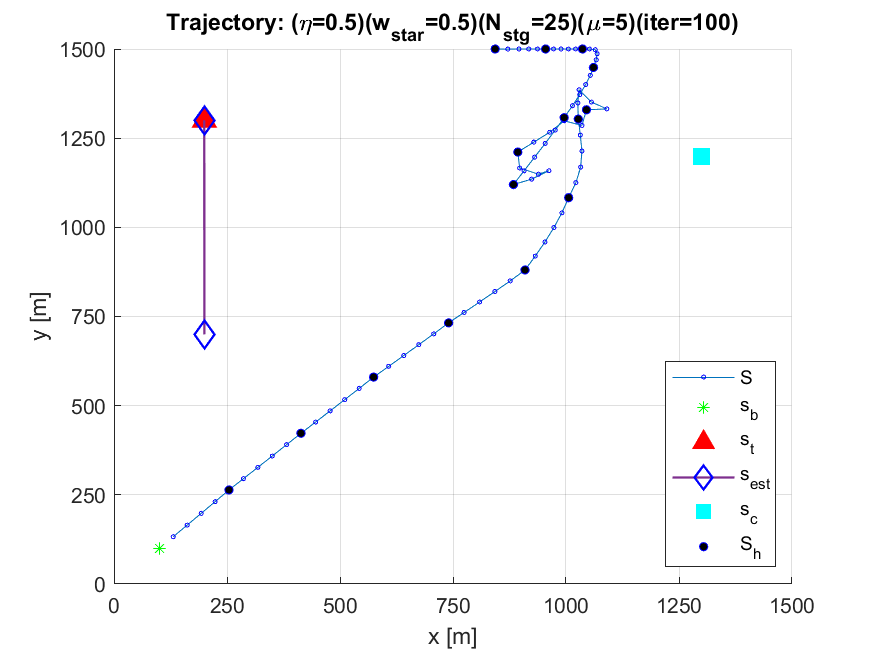 Trajectory: (η=0.5)(w_star=0.5)(N_stg=25)(μ=5)(iter=100)
1500
1250
1000
750
500
250
0
y [m]
0 250 500 750 1000 1250 1500
x [m]
S
s_b
s_t
s_est
s_c
S_h